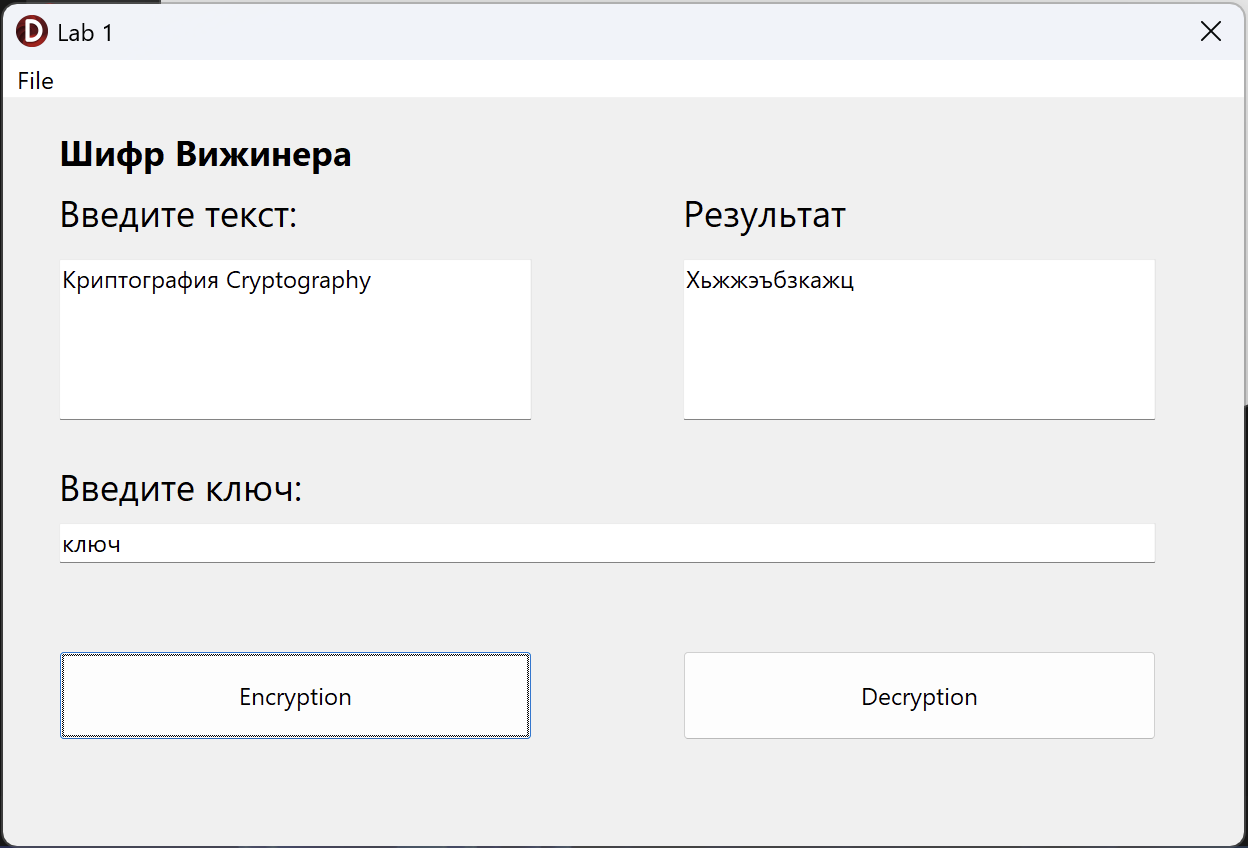 Lab 1
File
Шифр Вижинера
Введите текст:
Результат
Криптография Cryptography
Хьжжэъбзкажц
Введите ключ:
ключ
Encryption
Decryption